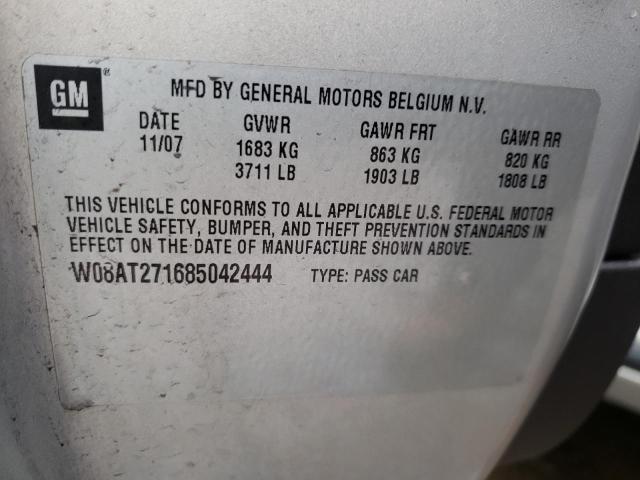 GM ®
MFD BY GENERAL MOTORS BELGIUM N.V.
DATE GVWR GAWR FRT GAWR RR
11/07 1683 KG 863 KG 820 KG
3711 LB 1903 LB 1808 LB
THIS VEHICLE CONFORMS TO ALL APPLICABLE U.S. FEDERAL MOTOR
VEHICLE SAFETY, BUMPER, AND THEFT PREVENTION STANDARDS IN
EFFECT ON THE DATE OF MANUFACTURE SHOWN ABOVE.
W08AT271685042444 TYPE: PASS CAR